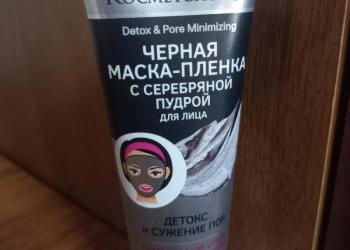 Detox & Pore Minimizing
ЧЕРНАЯ
МАСКА-ПЛЕНКА
С СЕРЕБРЯНОЙ
ПУДРОЙ
ДЛЯ ЛИЦА
ДЕТОКС
И СУЖЕНИЕ ПОР